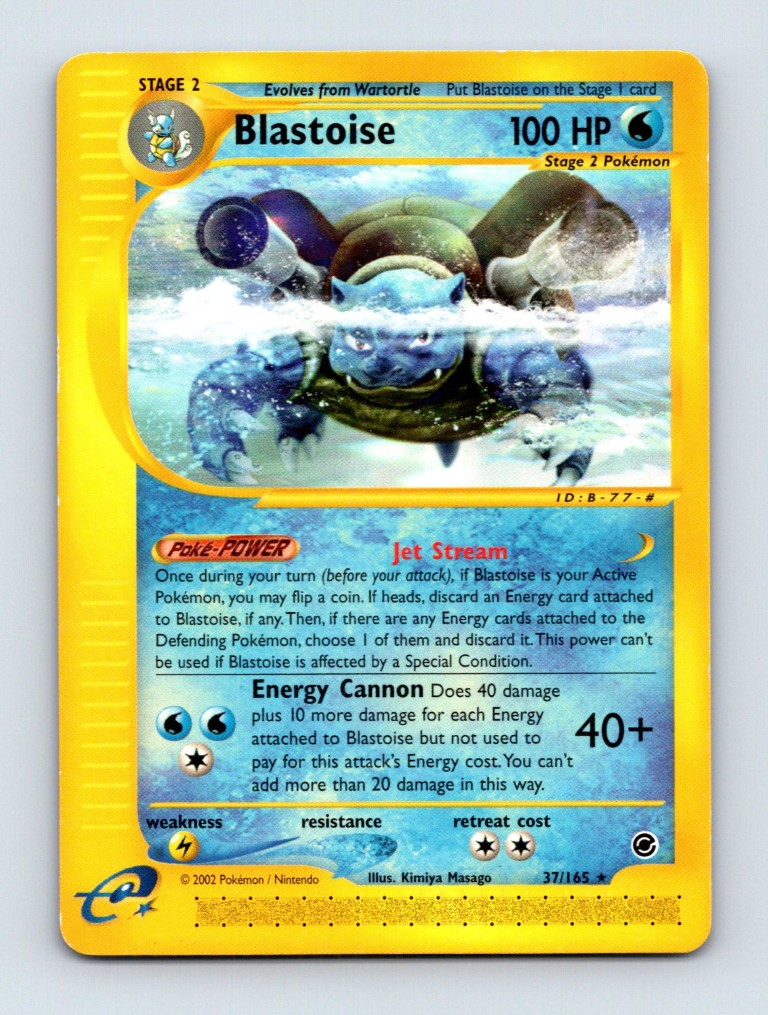 STAGE 2 Evolves from Wartortle Put Blastoise on the Stage 1 card
Blastoise 100 HP
Stage 2 Pokémon
ID:B-77-#
Poké-POWER Jet Stream
Once during your turn (before your attack), if Blastoise is your Active
Pokémon, you may flip a coin. If heads, discard an Energy card attached
to Blastoise, if any. Then, if there are any Energy cards attached to the
Defending Pokémon, choose 1 of them and discard it. This power can't
be used if Blastoise is affected by a Special Condition.
Energy Cannon Does 40 damage
plus 10 more damage for each Energy
attached to Blastoise but not used to
pay for this attack's Energy cost. You can't
add more than 20 damage in this way.
40+
weakness resistance retreat cost
© 2002 Pokémon / Nintendo Illus. Kimiya Masago 37/165 ★
e